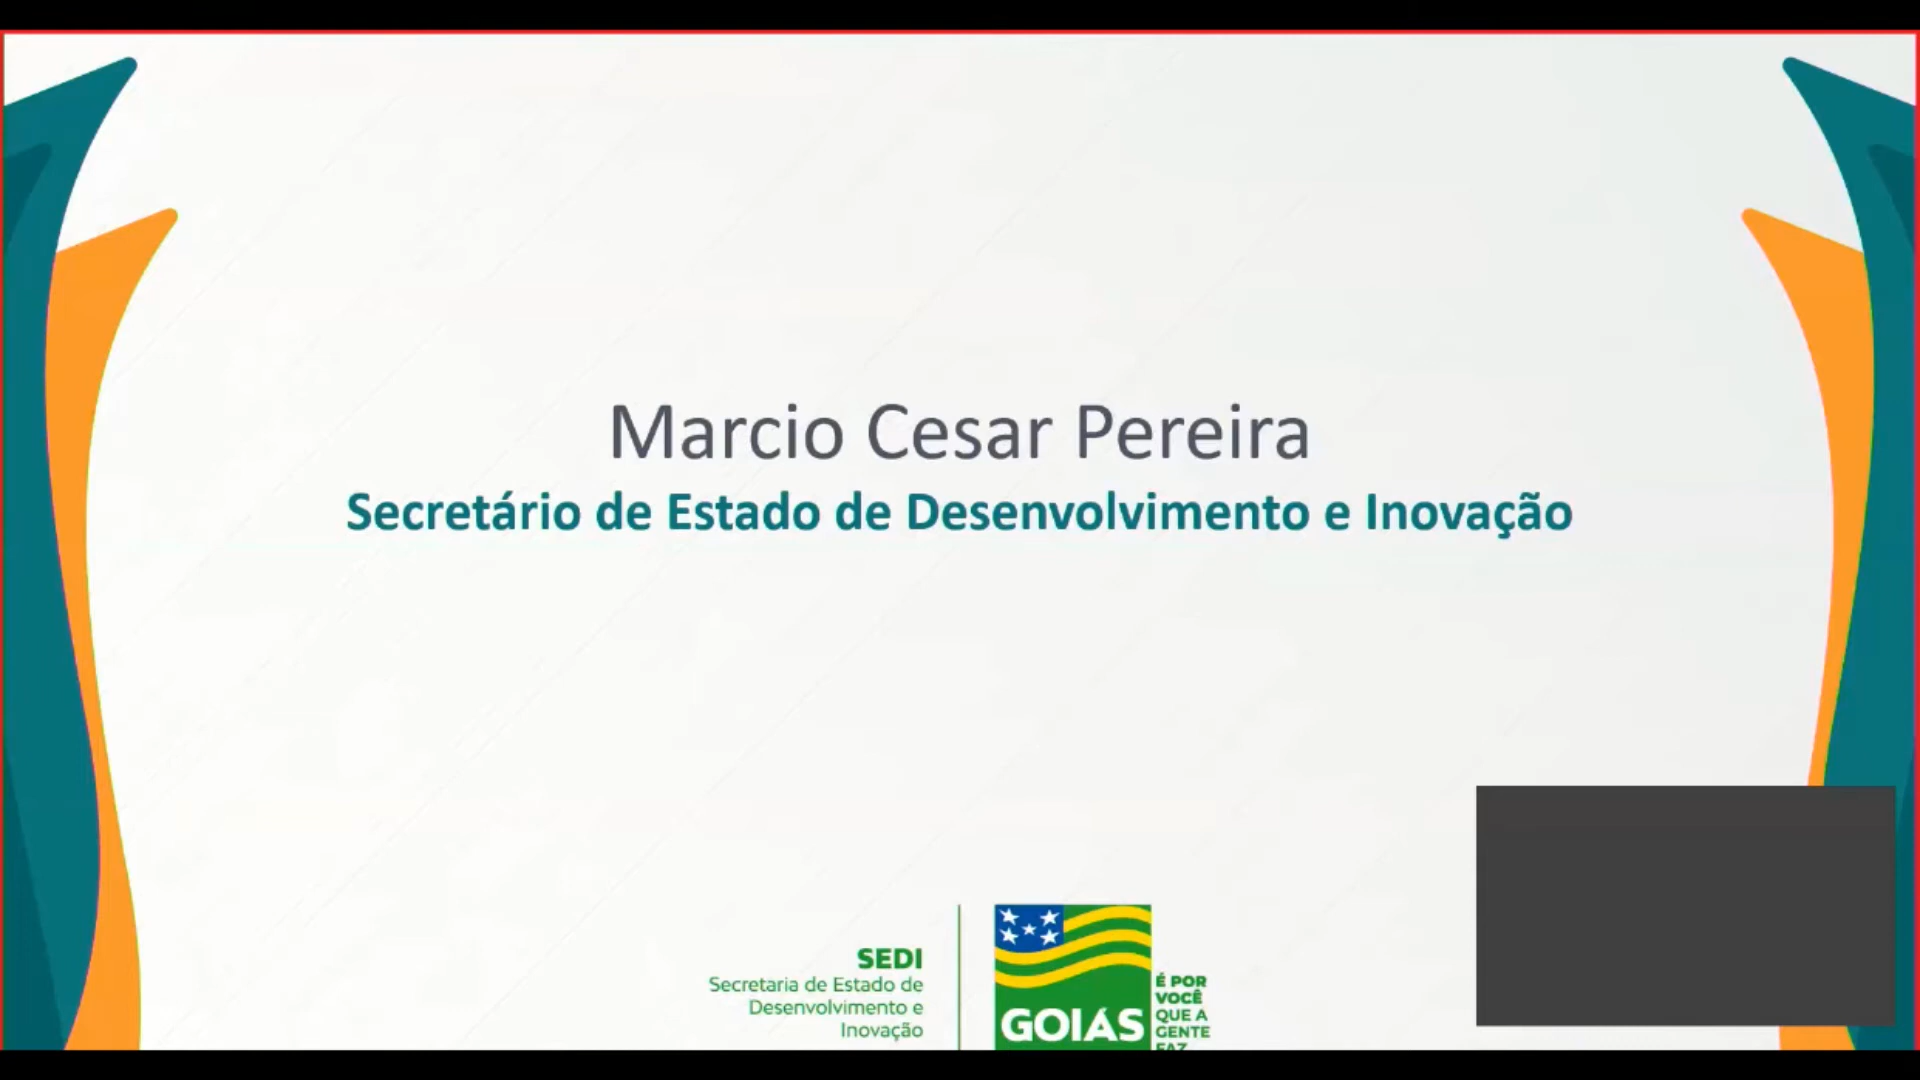 Marcio Cesar Pereira
Secretário de Estado de Desenvolvimento e Inovação
SEDI
Secretaria de Estado de
Desenvolvimento e
Inovação
GOIÁS
É POR
VOCÊ
QUE A
GENTE
FAZ